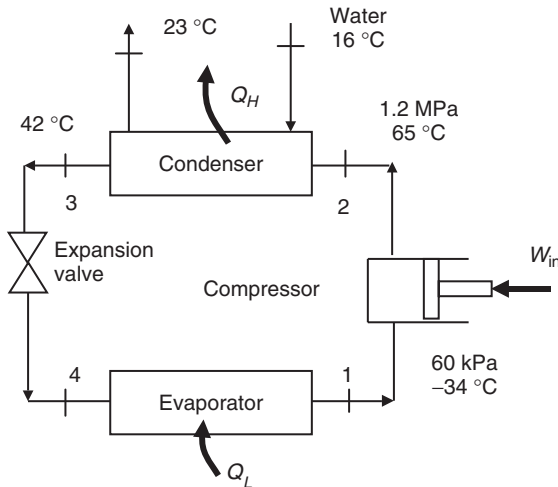 23 °C
Water
16 °C
Q_H
42 °C
1.2 MPa
65 °C
Condenser
3
2
Expansion
valve
W_in
Compressor
4
1
60 kPa
–34 °C
Evaporator
Q_L